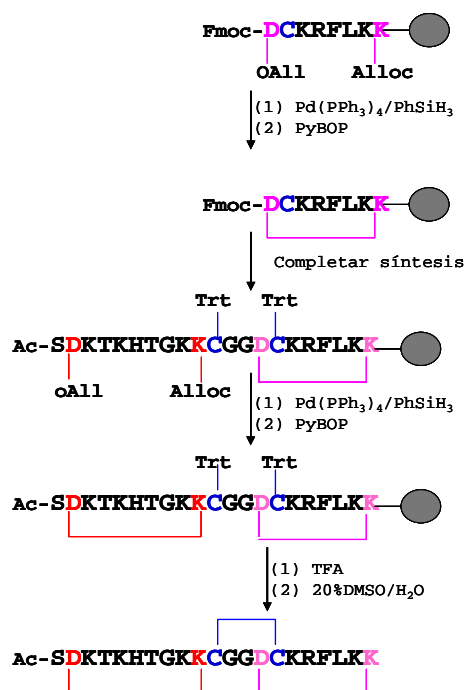 Fmoc-DCKRFLKK
OAll Alloc
(1) Pd(PPh₃)₄/PhSiH₃
(2) PyBOP
Fmoc-DCKRFLKK
Completar síntesis
Trt Trt
Ac-SDKTKHTGKKCGGDCKRFLKK
oAll Alloc
(1) Pd(PPh₃)₄/PhSiH₃
(2) PyBOP
Trt Trt
Ac-SDKTKHTGKKCGGDCKRFLKK
(1) TFA
(2) 20%DMSO/H₂O
Ac-SDKTKHTGKKCGGDCKRFLKK